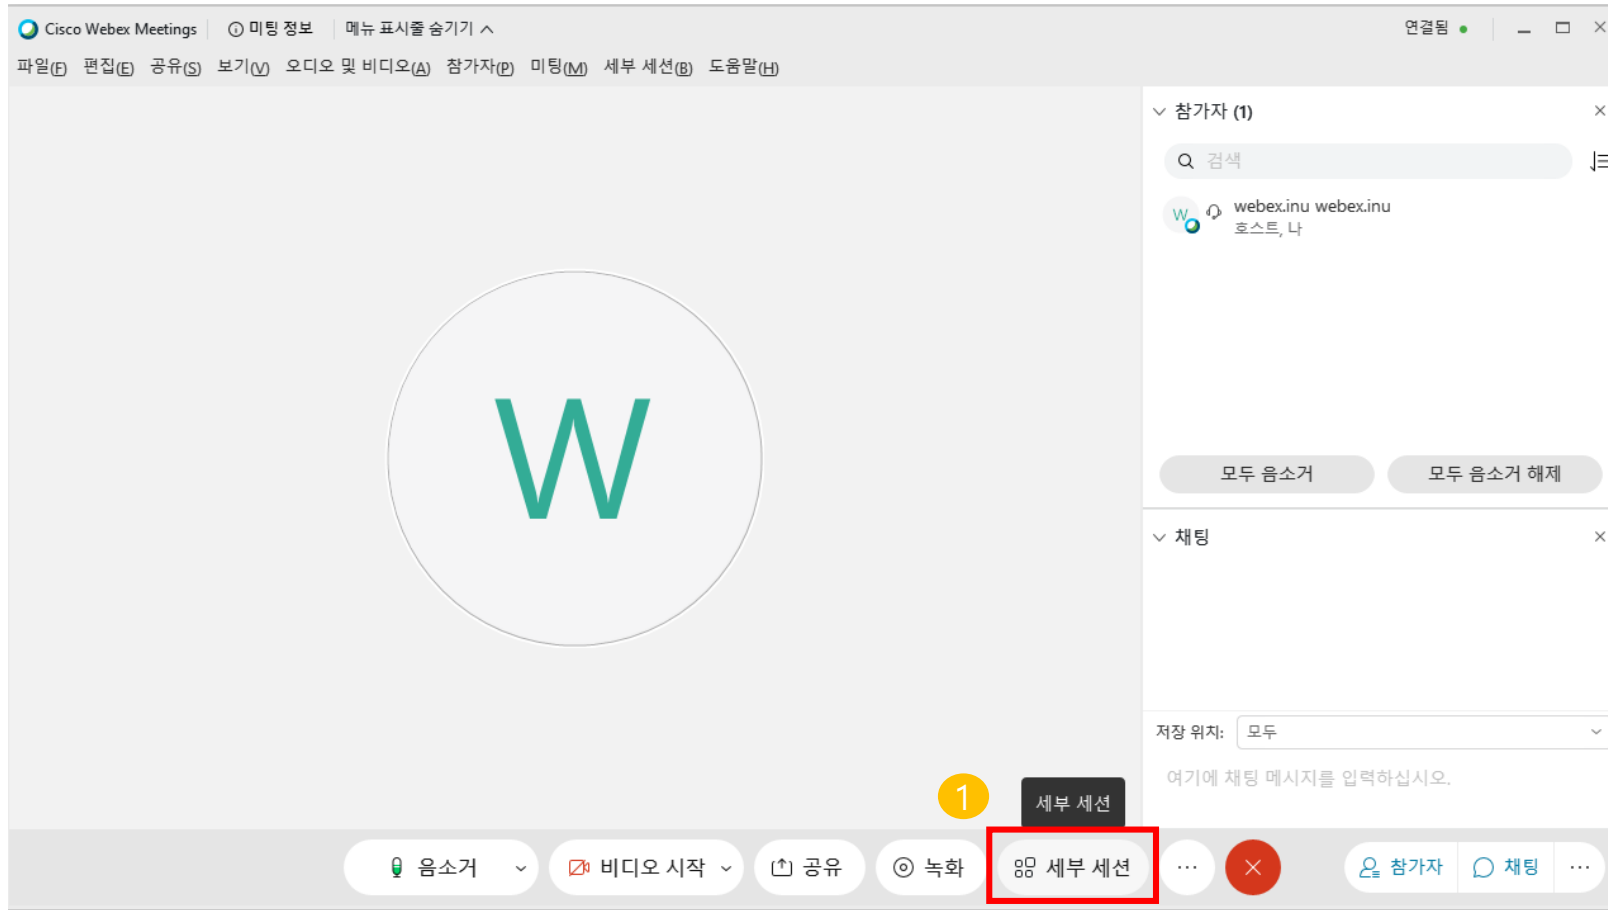 Cisco Webex Meetings 미팅 정보 메뉴 표시줄 숨기기 연결됨
파일(F) 편집(E) 공유(S) 보기(V) 오디오 및 비디오(A) 참가자(P) 미팅(M) 세부 세션(B) 도움말(H)
참가자 (1)
검색
W webex.inu webex.inu
호스트, 나
W
모두 음소거 모두 음소거 해제
채팅
저장 위치: 모두
여기에 채팅 메시지를 입력하십시오.
1 세부 세션
음소거 비디오 시작 공유 녹화 세부 세션 ... 참가자 채팅 ...